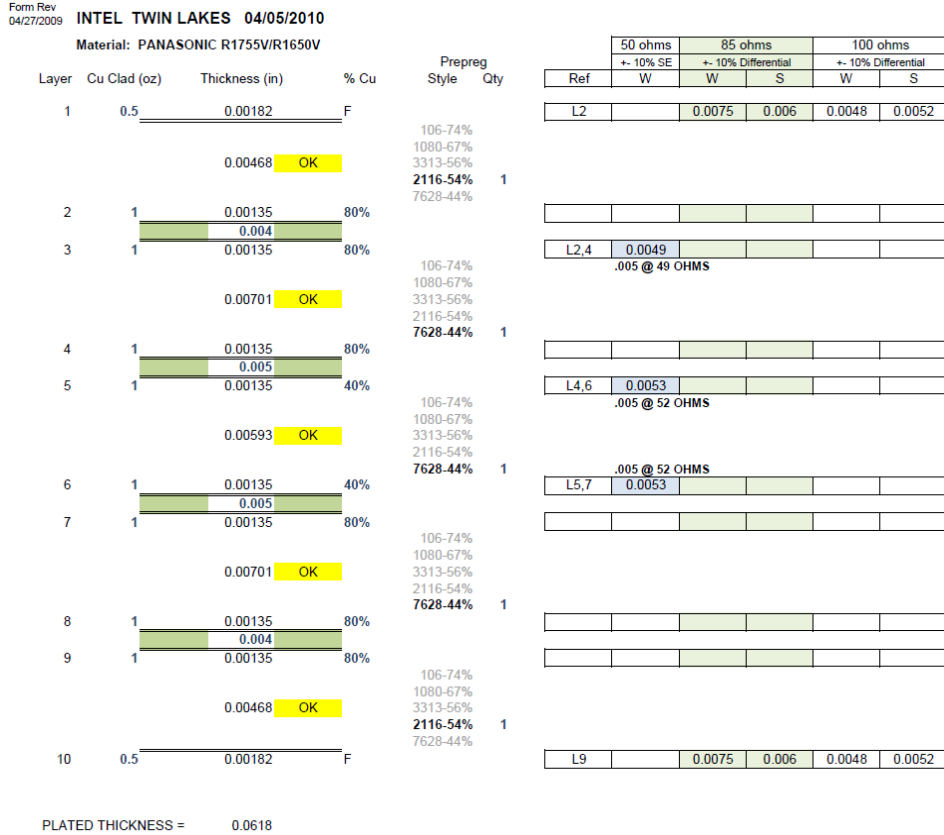 Form Rev
04/27/2009 INTEL TWIN LAKES 04/05/2010
Material: PANASONIC R1755V/R1650V
50 ohms 85 ohms 100 ohms
Prepreg +- 10% SE +- 10% Differential +- 10% Differential
Layer Cu Clad (oz) Thickness (in) % Cu Style Qty Ref W W S W S
1 0.5 0.00182 F L2 0.0075 0.006 0.0048 0.0052
106-74%
1080-67%
0.00468 OK 3313-56%
2116-54% 1
7628-44%
2 1 0.00135 80%
0.004
3 1 0.00135 80% L2,4 0.0049
106-74% .005 @ 49 OHMS
1080-67%
0.00701 OK 3313-56%
2116-54%
7628-44% 1
4 1 0.00135 80%
0.005
5 1 0.00135 40% L4,6 0.0053
106-74% .005 @ 52 OHMS
1080-67%
0.00593 OK 3313-56%
2116-54%
7628-44% 1 .005 @ 52 OHMS
6 1 0.00135 40% L5,7 0.0053
0.005
7 1 0.00135 80%
106-74%
1080-67%
0.00701 OK 3313-56%
2116-54%
7628-44% 1
8 1 0.00135 80%
0.004
9 1 0.00135 80%
106-74%
1080-67%
0.00468 OK 3313-56%
2116-54% 1
7628-44%
10 0.5 0.00182 F L9 0.0075 0.006 0.0048 0.0052
PLATED THICKNESS = 0.0618